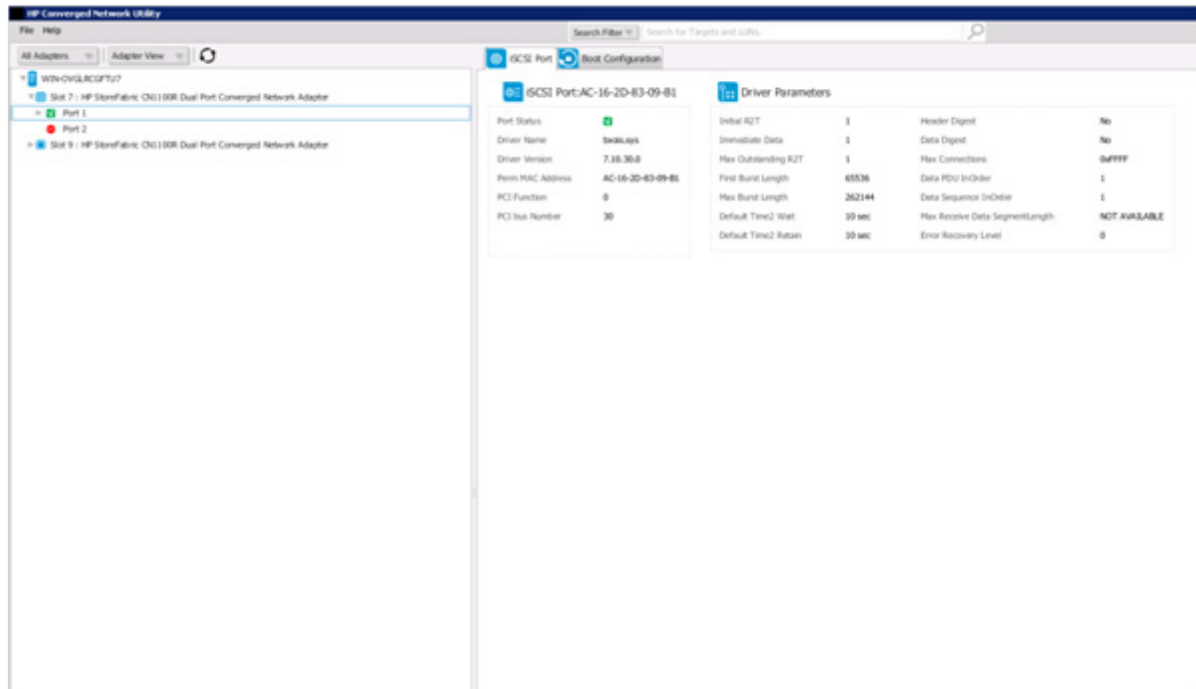 HP Converged Network Utility
File Help
Search Filter Search for Targets and LUNs.
All Adapters Adapter View
iSCSI Port Boot Configuration
Slot 7 : HP StoreFabric CN1100R Dual Port Converged Network Adapter
Port 1
Port 2
Slot 9 : HP StoreFabric CN1100R Dual Port Converged Network Adapter
iSCSI Port:AC-16-2D-83-09-B1
Port Status
Driver Name
Driver Version 7.10.30.0
Perm MAC Address AC-16-2D-83-09-B1
PCI Function 0
PCI bus Number 30
Driver Parameters
Initial R2T 1 Header Digest No
Immediate Data 1 Data Digest No
Max Outstanding R2T 1 Max Connections 0xFFFF
First Burst Length 65536 Data PDU InOrder 1
Max Burst Length 262144 Data Sequence InOrder 1
Default Time2 Wait 10 sec Max Receive Data SegmentLength NOT AVAILABLE
Default Time2 Retain 10 sec Error Recovery Level 0